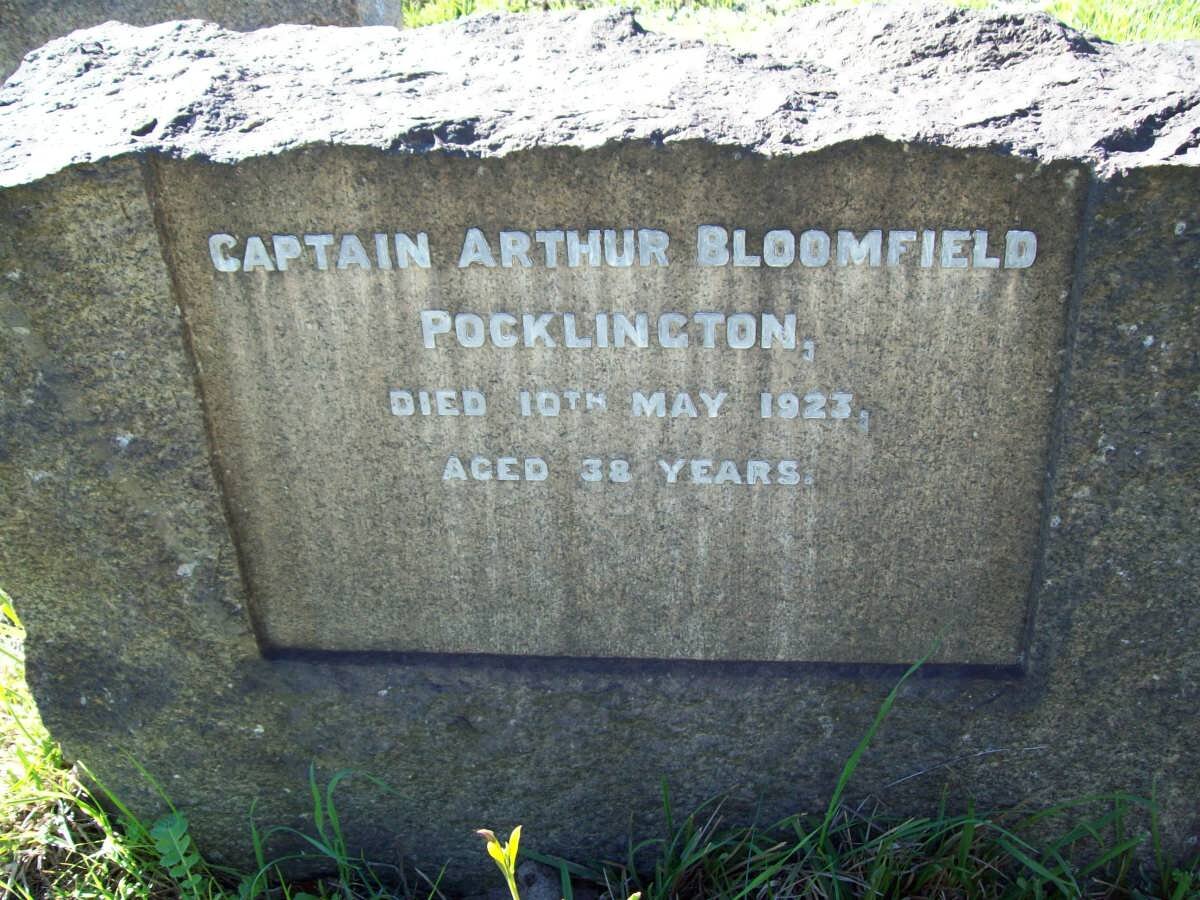 CAPTAIN ARTHUR BLOOMFIELD
POCKLINGTON,
DIED 10TH MAY 1923,
AGED 38 YEARS.